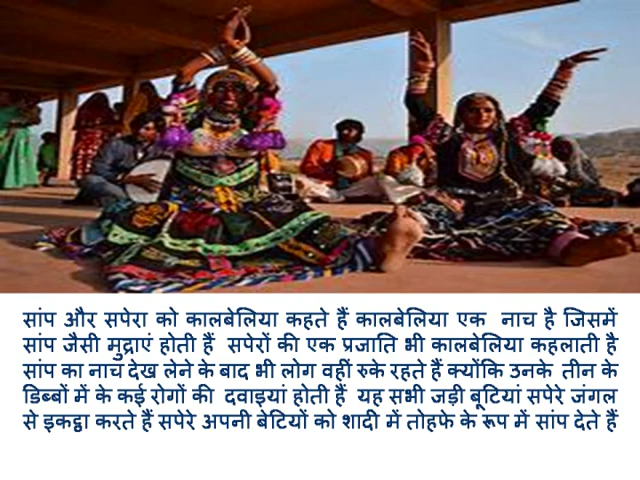 सांप और सपेरा को कालबेलिया कहते हैं कालबेलिया एक नाच है जिसमें
सांप जैसी मुद्राएं होती हैं सपेरों की एक प्रजाति भी कालबेलिया कहलाती है
सांप का नाच देख लेने के बाद भी लोग वहीं रुके रहते हैं क्योंकि उनके तीन के
डिब्बों में के कई रोगों की दवाइयां होती हैं यह सभी जड़ी बूटियां सपेरे जंगल
से इकट्ठा करते हैं सपेरे अपनी बेटियों को शादी में तोहफे के रूप में सांप देते हैं